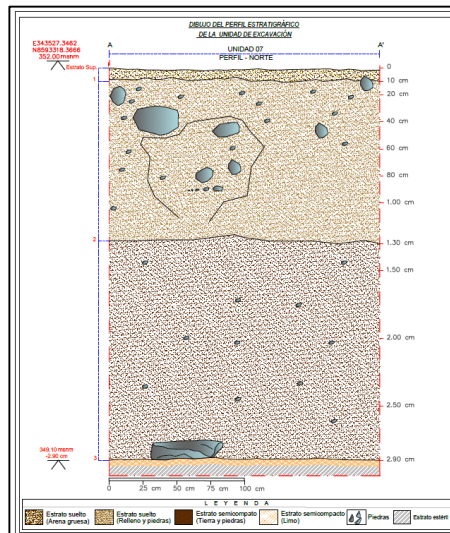 DIBUJO DEL PERFIL ESTRATIGRÁFICO
DE LA UNIDAD DE EXCAVACIÓN
E343527.3462
N8593318.3666
352.00 msnm
A
UNIDAD 07
A'
PERFIL - NORTE
Estrato Sup.
0
1
10 cm
20 cm
40 cm
60 cm
80 cm
1.00 cm
2
1.30 cm
1.50 cm
2.00 cm
2.50 cm
349.10 msnm
-2.90 cm
3
2.90 cm
0
25 cm
50 cm
75 cm
100 cm
L E Y E N D A
Estrato suelto
(Arena gruesa)
Estrato suelto
(Relleno y piedras)
Estrato semicompato
(Tierra y piedras)
Estrato semicompacto
(Limo)
Piedras
Estrato estéril